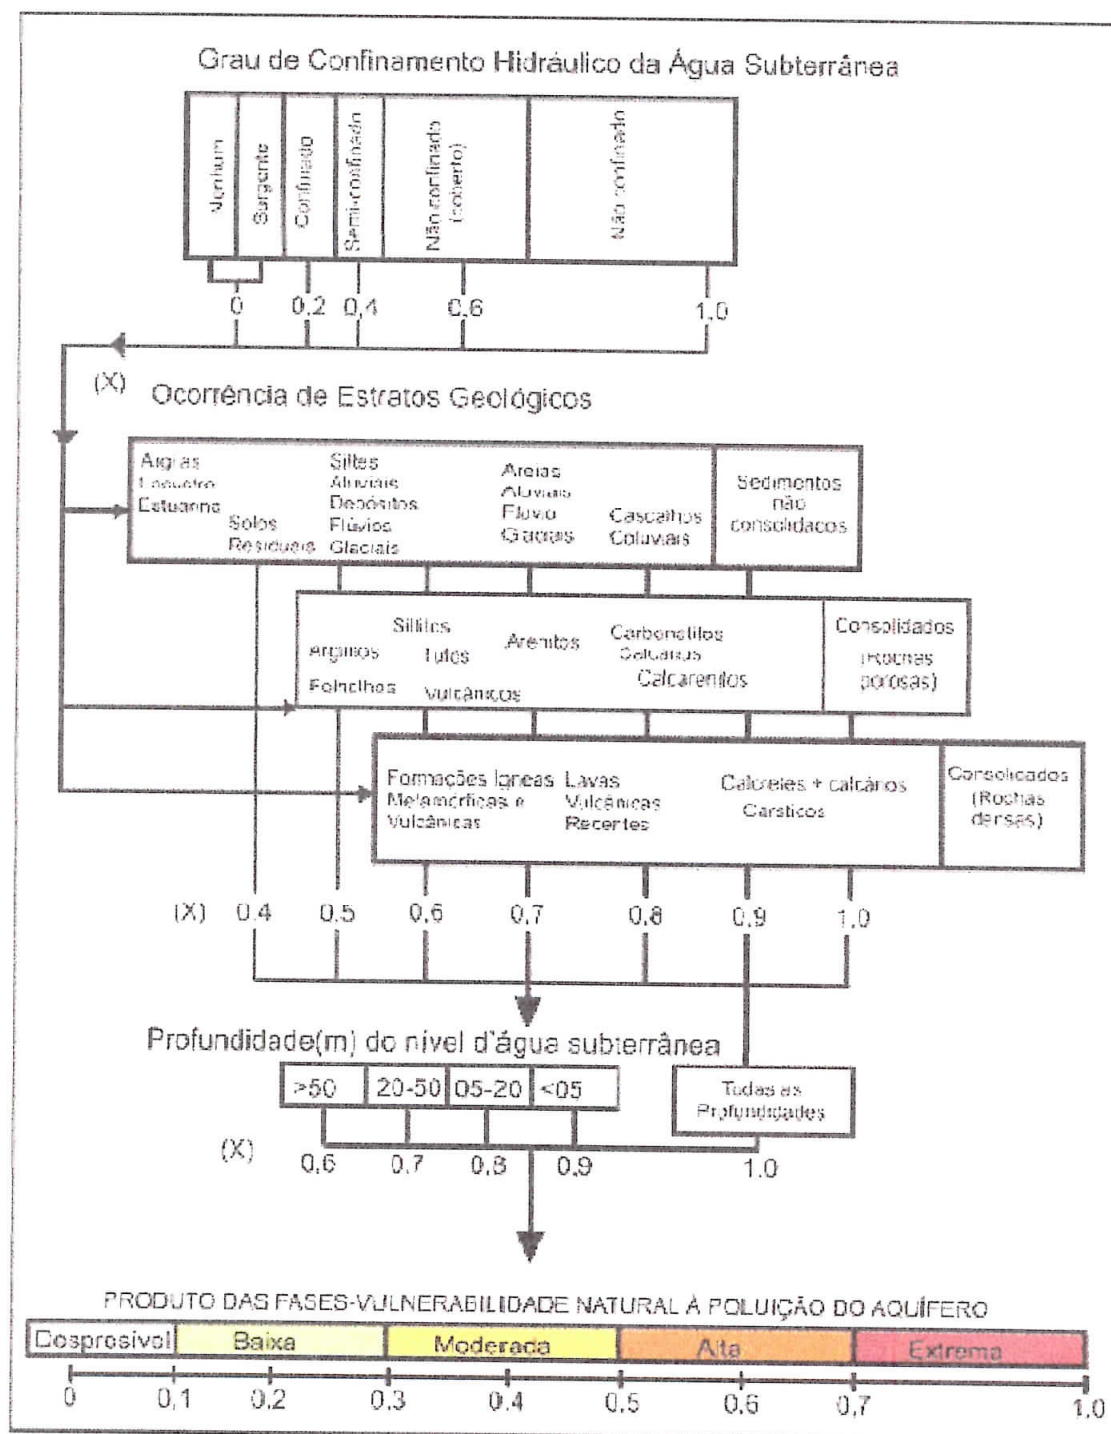 Grau de Confinamento Hidráulico da Água Subterrânea
Nenhum
Surgente
Confinado
Semi-confinado
Não confinado
(coberto)
Não confinado
0
0,2
0,4
0,6
1,0
(X)
Ocorrência de Estratos Geológicos
Argilas
Estuarino
Solos
Residuais
Siltes
Aluviais
Depósitos
Flúvios
Glaciais
Areias
Aluviais
Fluvio
Glaciais
Cascalhos
Coluviais
Sedimentos
não
consolidados
Argilitos
Folhelhos
Siltitos
Tufos
Vulcânicos
Arenitos
Calcários
Calcarenitos
Consolidados
(Rochas
porosas)
Formações Ígneas
Metamórficas e
Vulcânicas
Lavas
Vulcânicas
Recentes
Calcretes + calcários
Carsticos
Consolidados
(Rochas
densas)
(X) 0,4 0,5 0,6 0,7 0,8 0,9 1,0
Profundidade(m) do nível d'água subterrânea
>50 20-50 05-20 <05
Todas as
Profundidades
(X) 0,6 0,7 0,8 0,9 1,0
PRODUTO DAS FASES-VULNERABILIDADE NATURAL À POLUIÇÃO DO AQUÍFERO
Baixa Moderada Alta Extrema
0 0,1 0,2 0,3 0,4 0,5 0,6 0,7 1,0